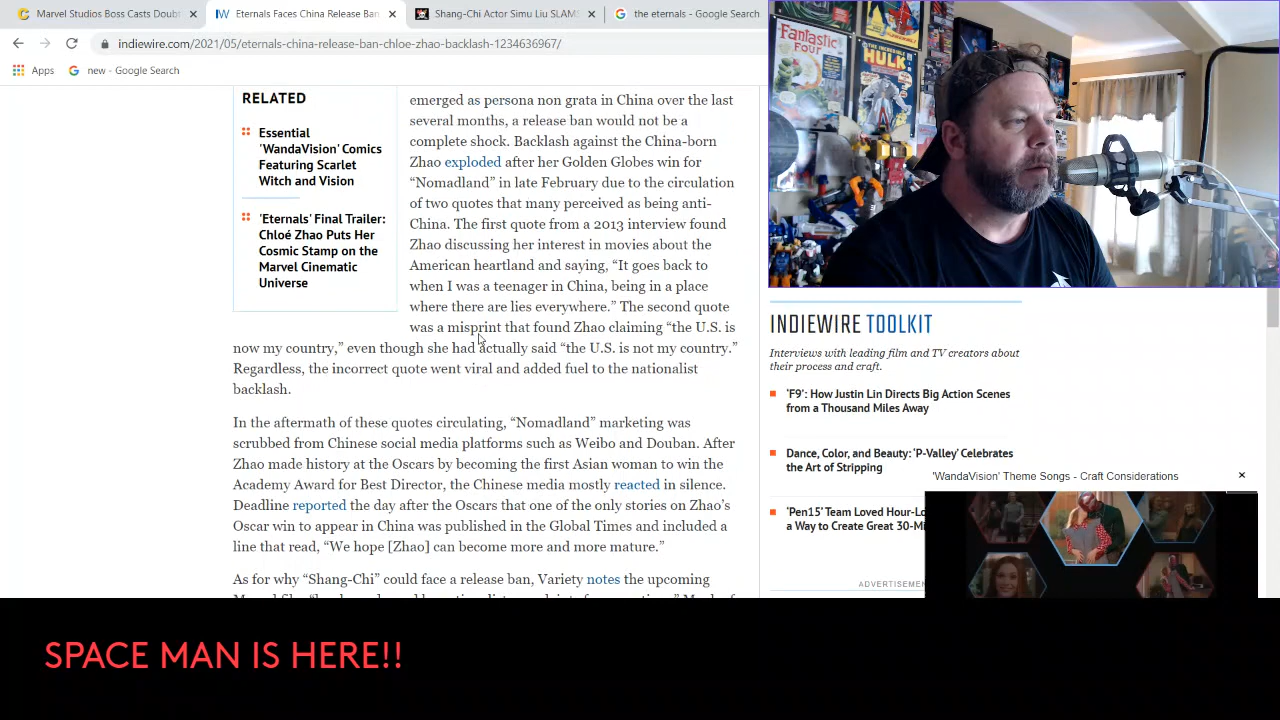 Marvel Studios Boss Casts Doubt
Eternals Faces China Release Ban
Shang-Chi Actor Simu Liu SLAMS
the eternals - Google Search
indiewire.com/2021/05/eternals-china-release-ban-chloe-zhao-backlash-1234636967/
Apps
new - Google Search
RELATED
Essential
'WandaVision' Comics
Featuring Scarlet
Witch and Vision
'Eternals' Final Trailer:
Chloé Zhao Puts Her
Cosmic Stamp on the
Marvel Cinematic
Universe
emerged as persona non grata in China over the last
several months, a release ban would not be a
complete shock. Backlash against the China-born
Zhao exploded after her Golden Globes win for
“Nomadland” in late February due to the circulation
of two quotes that many perceived as being anti-
China. The first quote from a 2013 interview found
Zhao discussing her interest in movies about the
American heartland and saying, “It goes back to
when I was a teenager in China, being in a place
where there are lies everywhere.” The second quote
was a misprint that found Zhao claiming “the U.S. is
now my country,” even though she had actually said “the U.S. is not my country.”
Regardless, the incorrect quote went viral and added fuel to the nationalist
backlash.
In the aftermath of these quotes circulating, “Nomadland” marketing was
scrubbed from Chinese social media platforms such as Weibo and Douban. After
Zhao made history at the Oscars by becoming the first Asian woman to win the
Academy Award for Best Director, the Chinese media mostly reacted in silence.
Deadline reported the day after the Oscars that one of the only stories on Zhao’s
Oscar win to appear in China was published in the Global Times and included a
line that read, “We hope [Zhao] can become more and more mature.”
As for why “Shang-Chi” could face a release ban, Variety notes the upcoming
Fantastic
FOUR
THE INCREDIBLE
HULK
INDIEWIRE TOOLKIT
Interviews with leading film and TV creators about
their process and craft.
'F9': How Justin Lin Directs Big Action Scenes
from a Thousand Miles Away
Dance, Color, and Beauty: 'P-Valley' Celebrates
the Art of Stripping
'Pen15' Team Loved Hour-Lo
a Way to Create Great 30-Mi
'WandaVision' Theme Songs - Craft Considerations
ADVERTISEMEN
SPACE MAN IS HERE!!